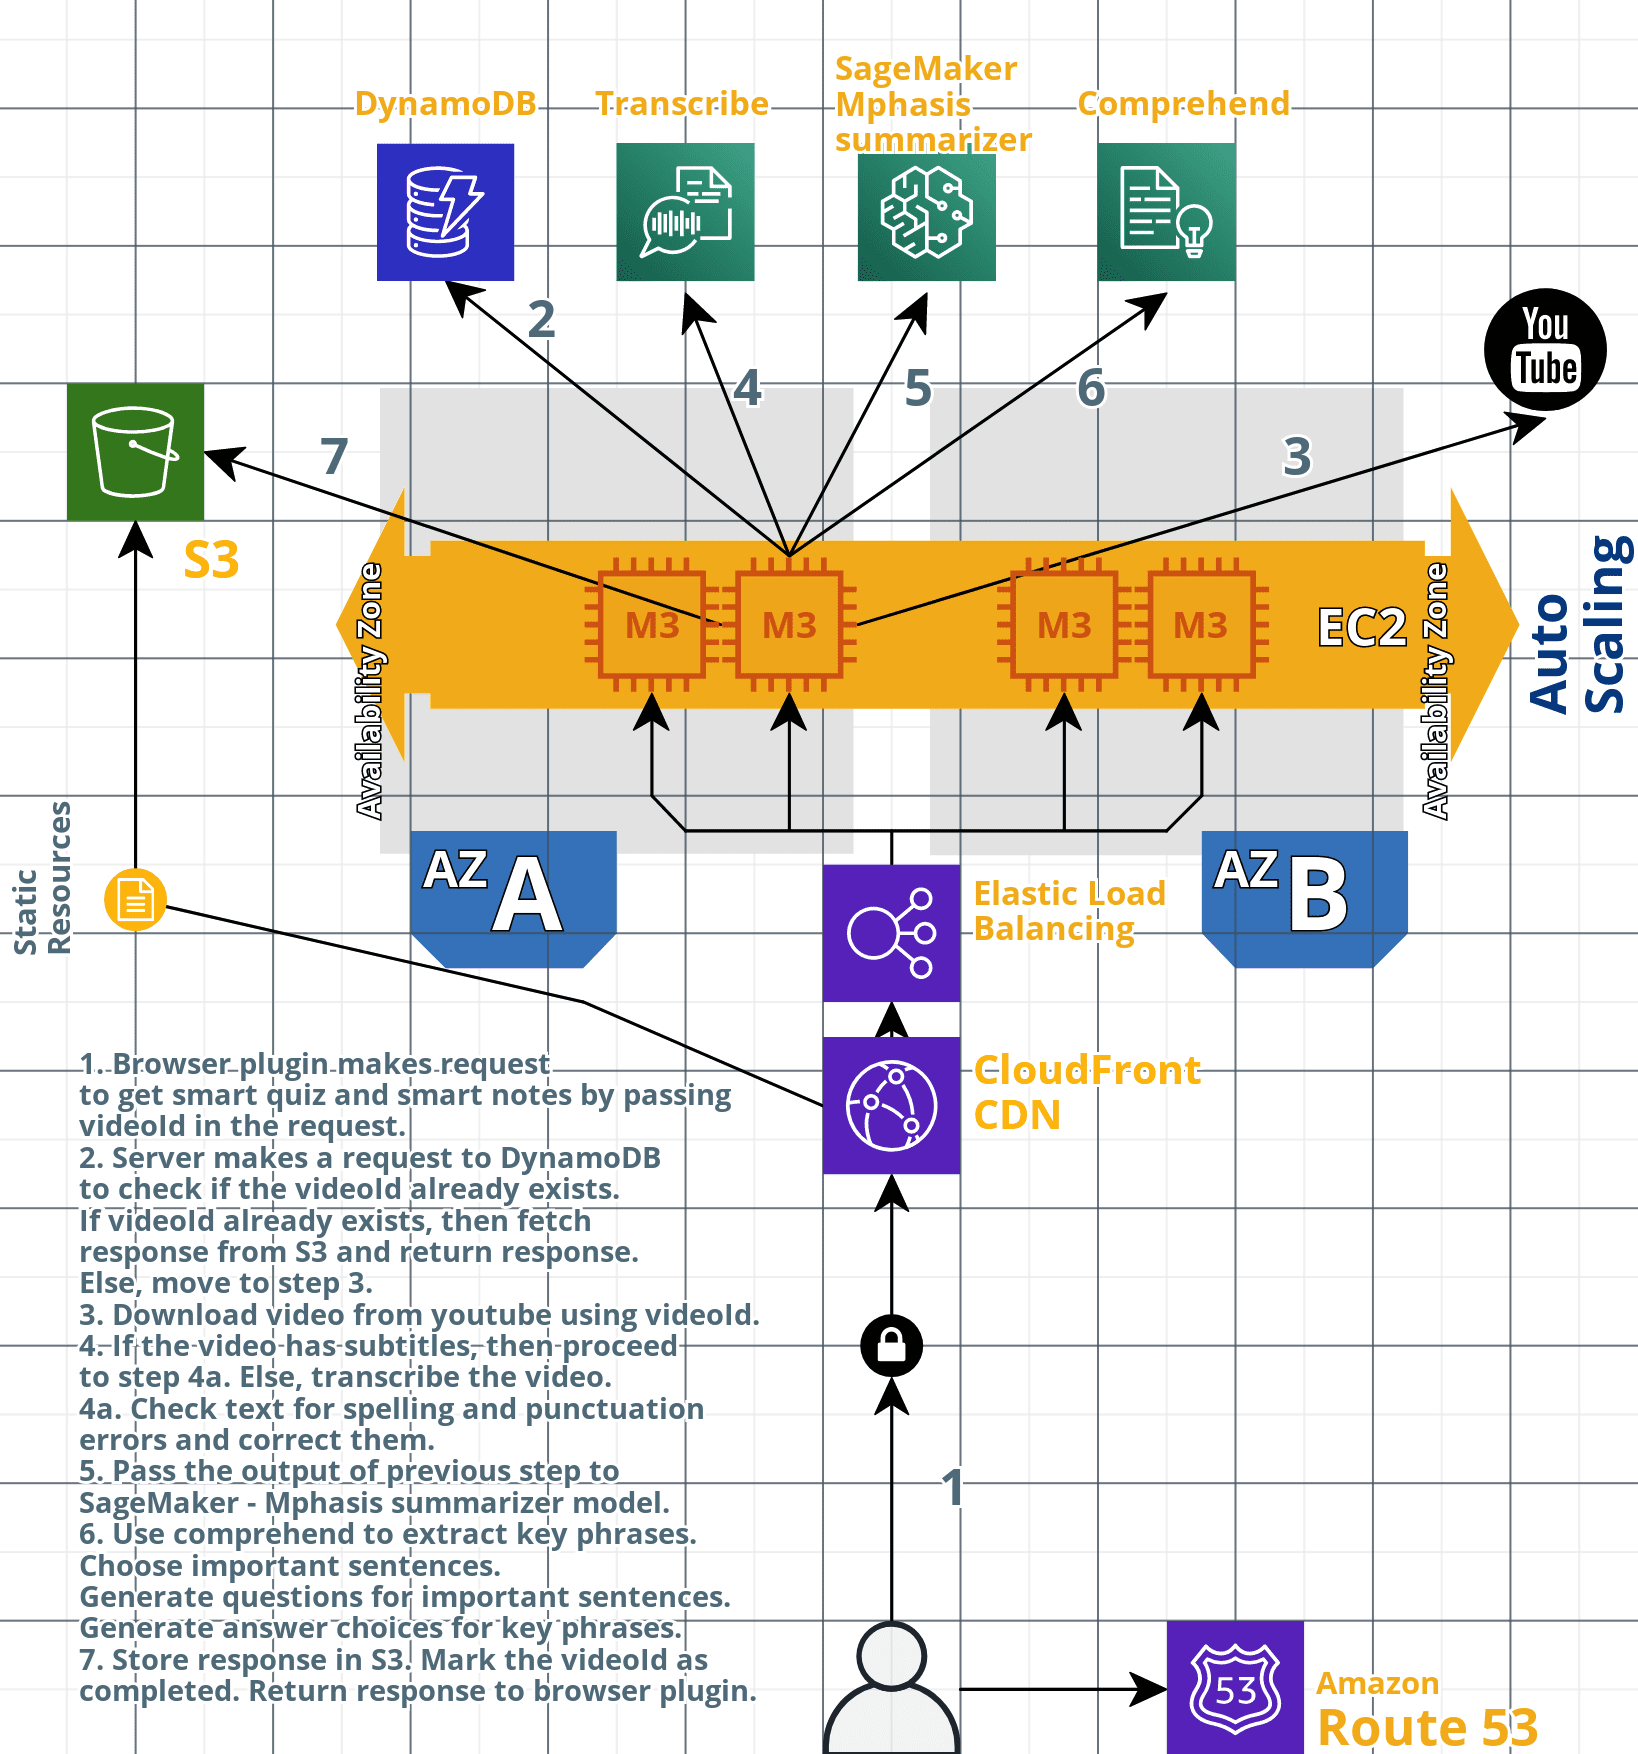 SageMaker
Mphasis
summarizer
DynamoDB
Transcribe
Comprehend
You
Tube
2
4
5
6
7
3
S3
M3
M3
M3
M3
EC2
Availability Zone
Availability Zone
Auto
Scaling
Static
Resources
AZ A
AZ B
Elastic Load
Balancing
CloudFront
CDN
1. Browser plugin makes request
to get smart quiz and smart notes by passing
videoId in the request.
2. Server makes a request to DynamoDB
to check if the videoId already exists.
If videoId already exists, then fetch
response from S3 and return response.
Else, move to step 3.
3. Download video from youtube using videoId.
4. If the video has subtitles, then proceed
to step 4a. Else, transcribe the video.
4a. Check text for spelling and punctuation
errors and correct them.
5. Pass the output of previous step to
SageMaker - Mphasis summarizer model.
6. Use comprehend to extract key phrases.
Choose important sentences.
Generate questions for important sentences.
Generate answer choices for key phrases.
7. Store response in S3. Mark the videoId as
completed. Return response to browser plugin.
1
53
Amazon
Route 53